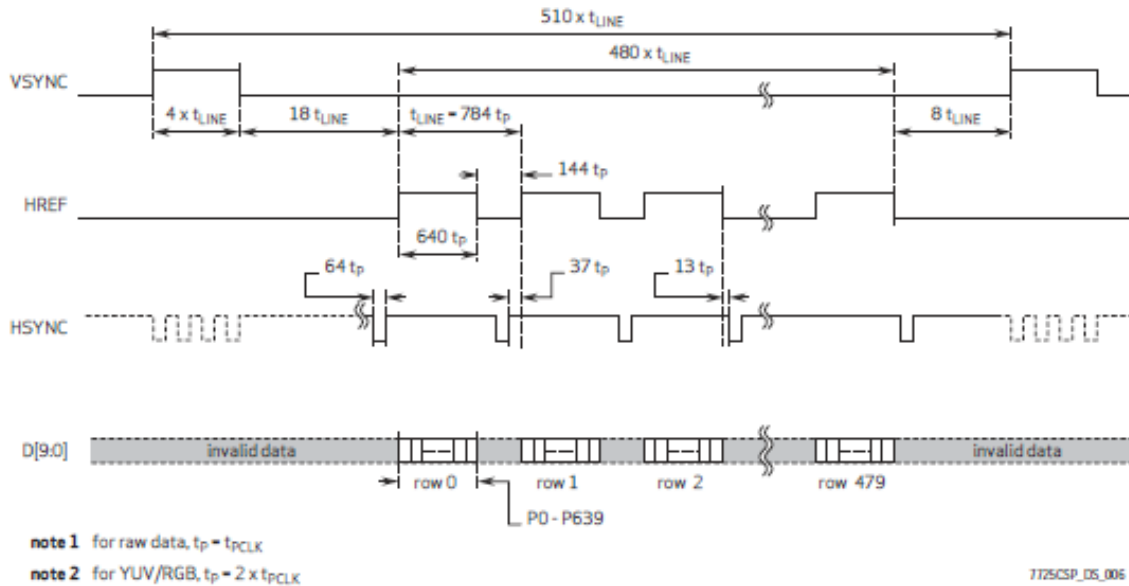 510 x tLINE
480 x tLINE
VSYNC
4 x tLINE
18 tLINE
tLINE = 784 tP
8 tLINE
144 tP
HREF
640 tP
64 tP
37 tP
13 tP
HSYNC
D[9:0]
invalid data
invalid data
row 0
row 1
row 2
row 479
P0 - P639
note 1 for raw data, tP = tPCLK
note 2 for YUV/RGB, tP = 2 x tPCLK
7725CSP_DS_006